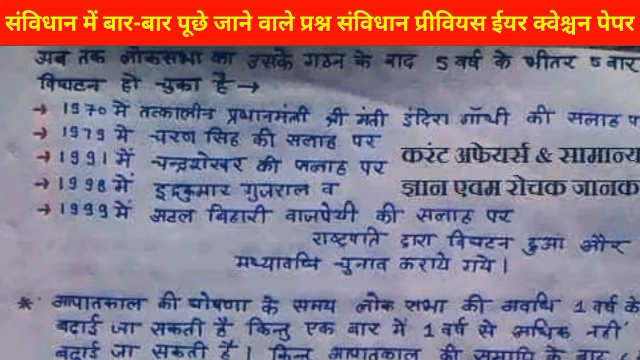 संविधान में बार-बार पूछे जाने वाले प्रश्न संविधान प्रीवियस ईयर क्वेश्चन पेपर
अब तक लोकसभा का उसके गठन के बाद 5 वर्ष के भीतर 5 बार
विघटन हो चुका है →
→ 1970 में तत्कालीन प्रधानमंत्री श्री मंती इंदिरा गाँधी की सलाह प
→ 1979 में चरण सिंह की सलाह पर
→ 1991 में चन्द्रशेखर की सलाह पर
करंट अफेयर्स & सामान्य
→ 1998 में इंद्रकुमार गुजराल व
ज्ञान एवम रोचक जानक
→ 1999 में अटल बिहारी वाजपेयी की सलाह पर
राष्ट्रपति द्वारा विघटन हुआ और
मध्यावधि चुनाव कराये गये।
* आपातकाल की घोषणा के समय लोक सभा की अवधि 1 वर्ष के
बढाई जा सकती है किन्तु एक बार में 1 वर्ष से अधिक नहीं
बढाई जा सकती है। किन्तु आपातकाल की समाप्ति के बाद